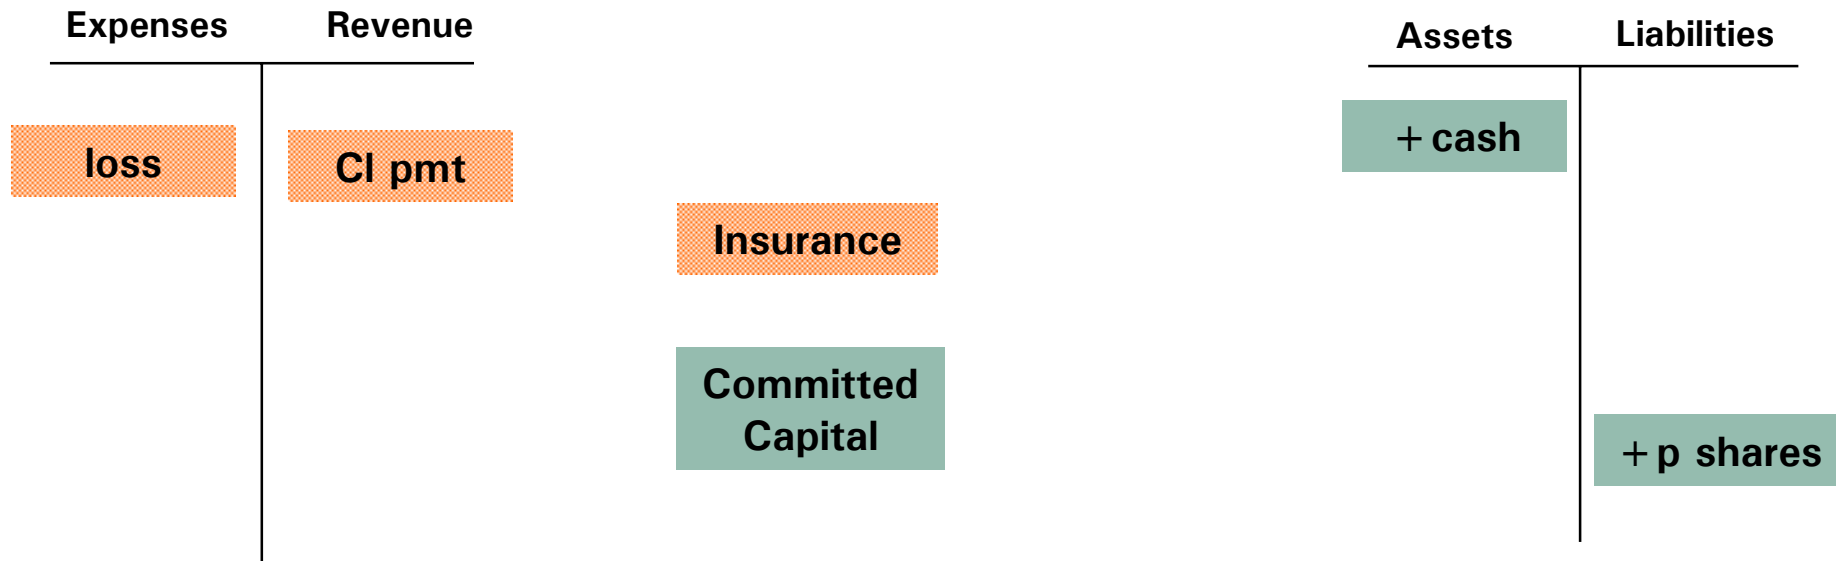 Expenses Revenue
Assets Liabilities
loss
Cl pmt
+ cash
Insurance
Committed
Capital
+ p shares